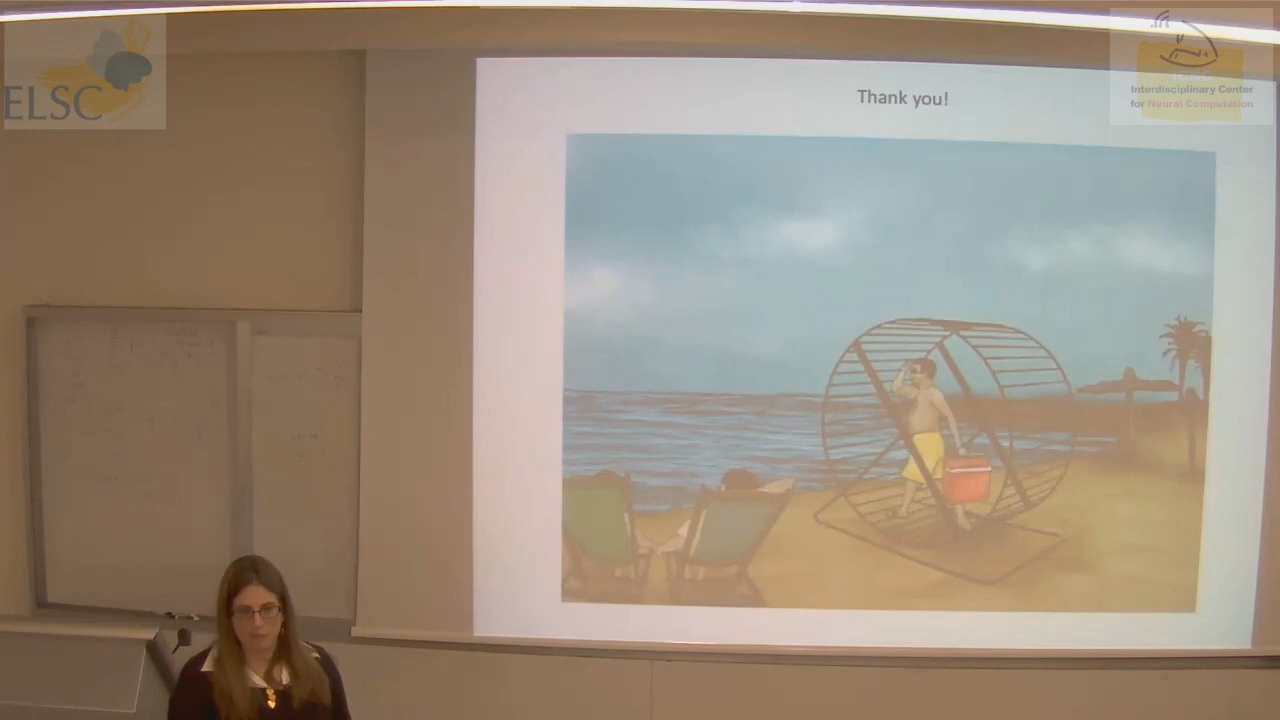 ELSC
Interdisciplinary Center
for Neural Computation
Thank you!